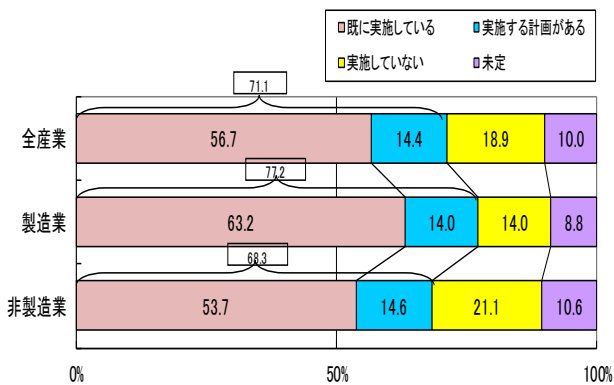 既に実施している 実施する計画がある
実施していない 未定
71.1
全産業 56.7 14.4 18.9 10.0
77.2
製造業 63.2 14.0 14.0 8.8
68.3
非製造業 53.7 14.6 21.1 10.6
0% 50% 100%